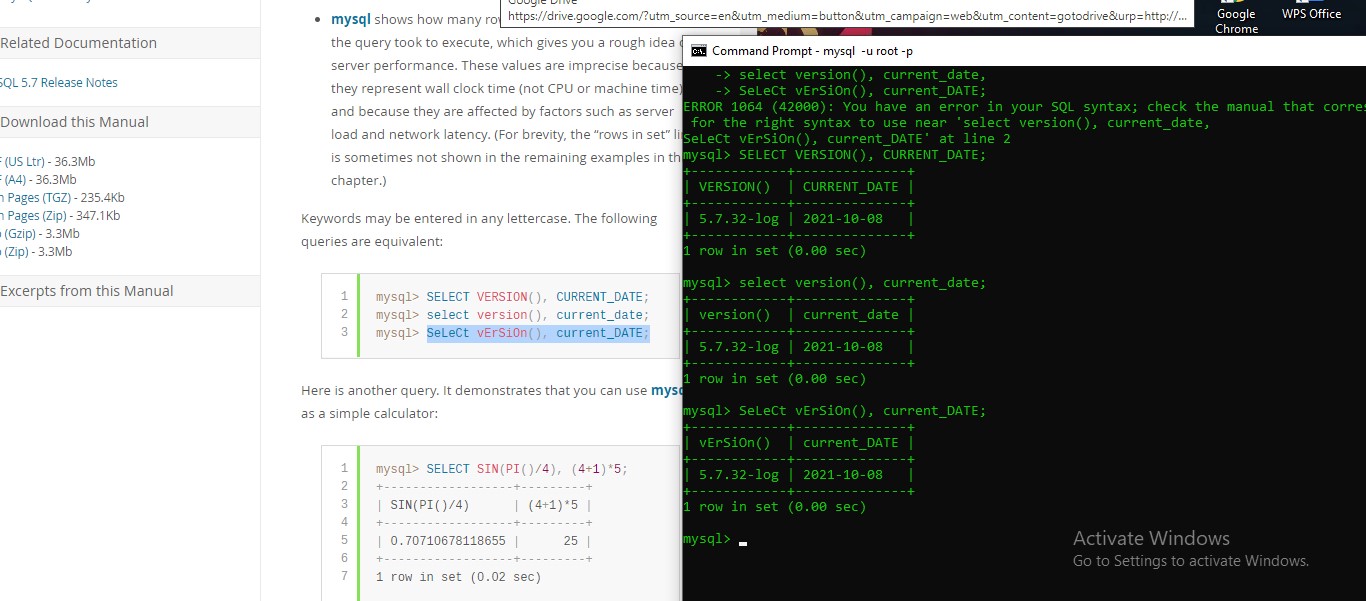 Google Drive
https://drive.google.com/?utm_source=en&utm_medium=button&utm_campaign=web&utm_content=gotodrive&urp=http://...
Google
Chrome
WPS Office
Related Documentation
SQL 5.7 Release Notes
Download this Manual
(US Ltr) - 36.3Mb
(A4) - 36.3Mb
Pages (TGZ) - 235.4Kb
Pages (Zip) - 347.1Kb
(Gzip) - 3.3Mb
(Zip) - 3.3Mb
Excerpts from this Manual
• mysql shows how many
the query took to execute, which gives you a rough idea
server performance. These values are imprecise because
they represent wall clock time (not CPU or machine time)
and because they are affected by factors such as server
load and network latency. (For brevity, the “rows in set”
is sometimes not shown in the remaining examples in
chapter.)
Keywords may be entered in any lettercase. The following
queries are equivalent:
1 mysql> SELECT VERSION(), CURRENT_DATE;
2 mysql> select version(), current_date;
3 mysql> SeLeCt vErSiOn(), current_DATE;
Here is another query. It demonstrates that you can use
as a simple calculator:
1 mysql> SELECT SIN(PI()/4), (4+1)*5;
2 +------------------+---------+
3 | SIN(PI()/4)      | (4+1)*5 |
4 +------------------+---------+
5 | 0.70710678118655 |      25 |
6 +------------------+---------+
7 1 row in set (0.02 sec)
Command Prompt - mysql -u root -p
-> select version(), current_date,
-> SeLeCt vErSiOn(), current_DATE;
ERROR 1064 (42000): You have an error in your SQL syntax; check the manual that
for the right syntax to use near 'select version(), current_date,
SeLeCt vErSiOn(), current_DATE' at line 2
mysql> SELECT VERSION(), CURRENT_DATE;
+------------+--------------+
| VERSION()  | CURRENT_DATE |
+------------+--------------+
| 5.7.32-log | 2021-10-08   |
+------------+--------------+
1 row in set (0.00 sec)
mysql> select version(), current_date;
+------------+--------------+
| version()  | current_date |
+------------+--------------+
| 5.7.32-log | 2021-10-08   |
+------------+--------------+
1 row in set (0.00 sec)
mysql> SeLeCt vErSiOn(), current_DATE;
+------------+--------------+
| vErSiOn()  | current_DATE |
+------------+--------------+
| 5.7.32-log | 2021-10-08   |
+------------+--------------+
1 row in set (0.00 sec)
mysql>
Activate Windows
Go to Settings to activate Windows.